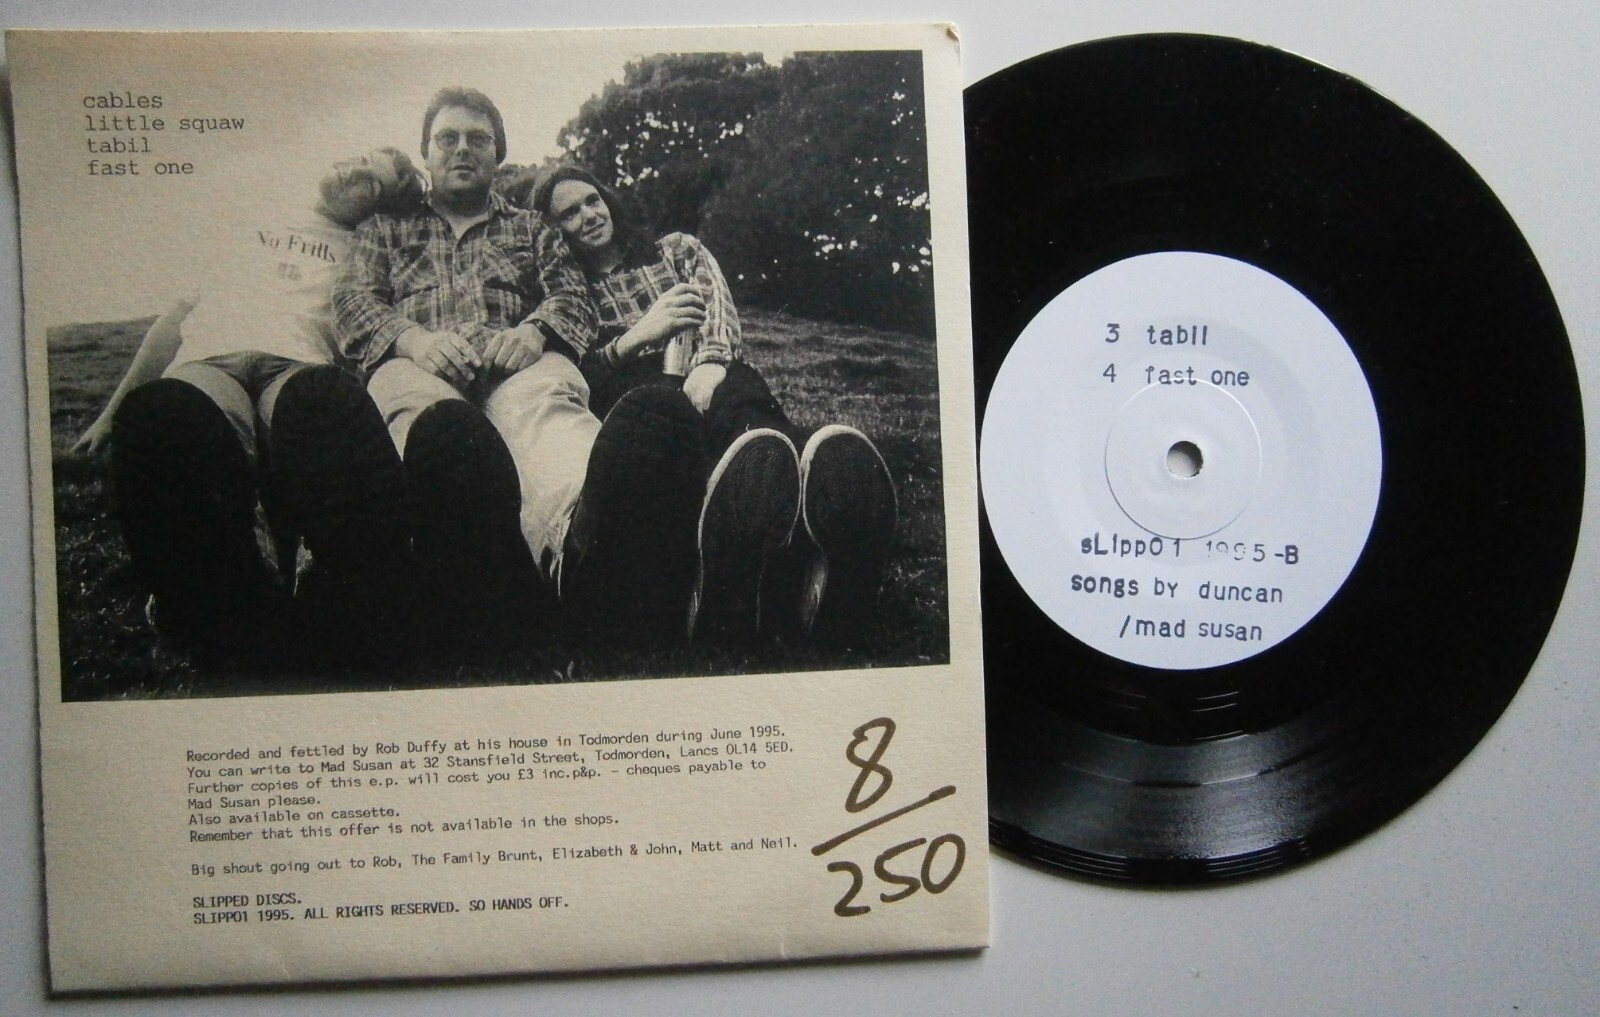 cables
little squaw
tabil
fast one
No Frills
Recorded and fettled by Rob Duffy at his house in Todmorden during June 1995.
You can write to Mad Susan at 32 Stansfield Street, Todmorden, Lancs OL14 5ED.
Further copies of this e.p. will cost you £3 inc.p&p. - cheques payable to
Mad Susan please.
Also available on cassette.
Remember that this offer is not available in the shops.
Big shout going out to Rob, The Family Brunt, Elizabeth & John, Matt and Neil.
SLIPPED DISCS.
SLIPP01 1995. ALL RIGHTS RESERVED. SO HANDS OFF.
8/250
3 tabil
4 fast one
sLipp01 1995-B
songs by duncan
/mad susan